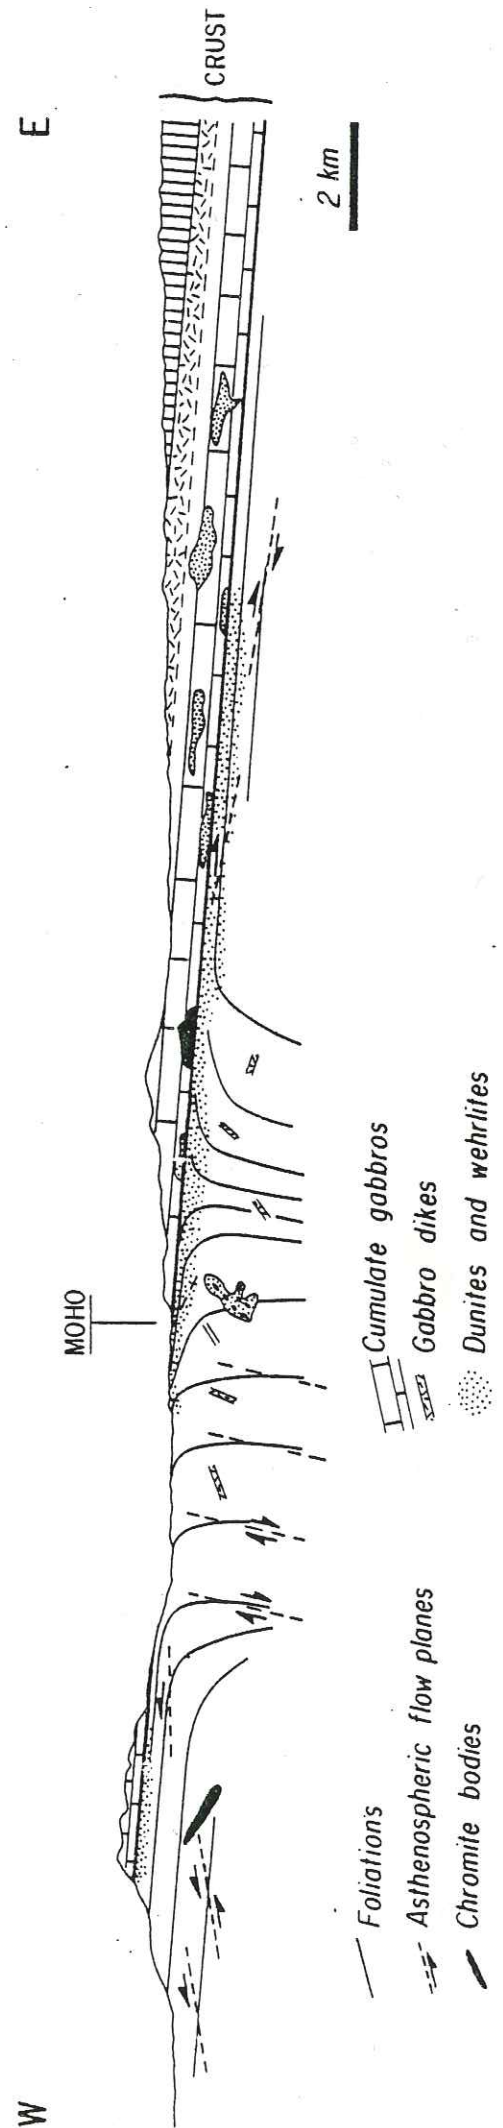 W
E
MOHO
CRUST
2 km
Foliations
Asthenospheric flow planes
Chromite bodies
Cumulate gabbros
Gabbro dikes
Dunites and wehrlites